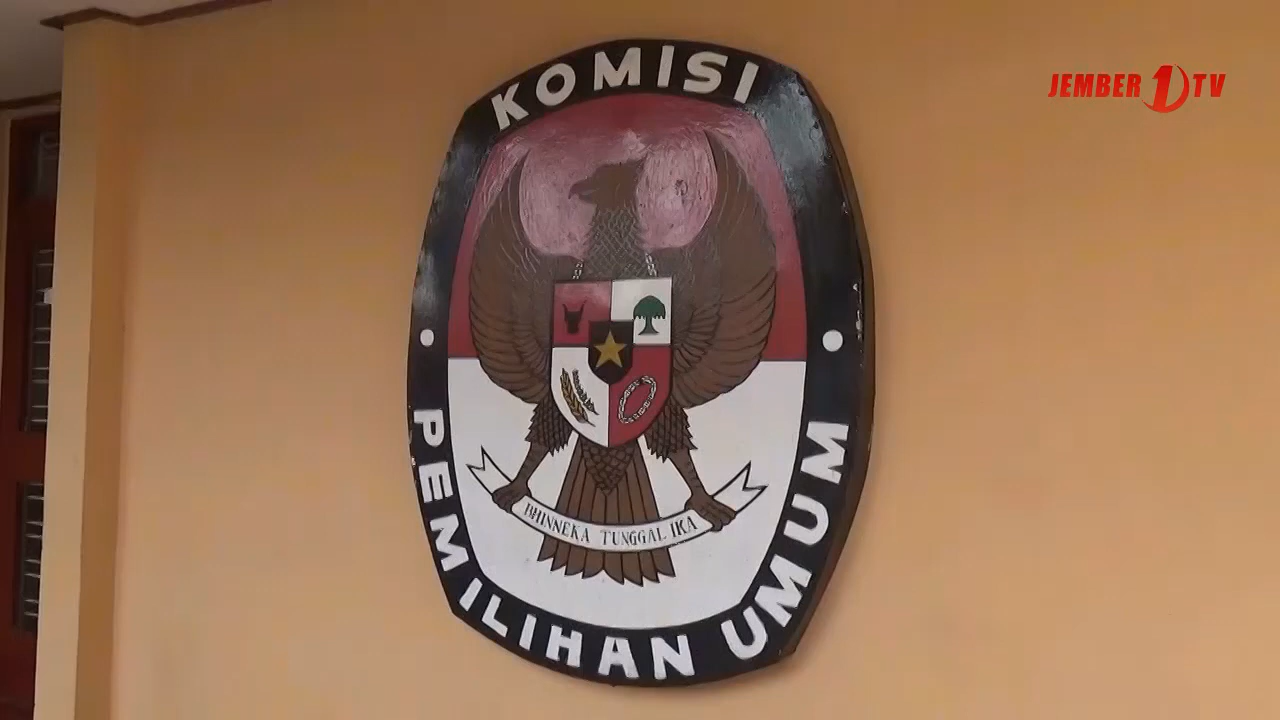 JEMBER 1 TV
KOMISI
PEMILIHAN UMUM
BHINNEKA TUNGGAL IKA